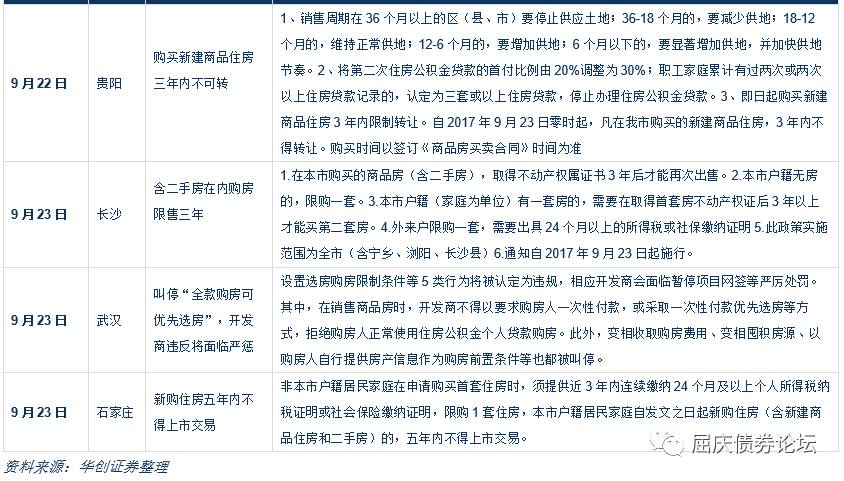 1、销售周期在 36 个月以上的区（县、市）要停止供应土地；36-18 个月的，要减少供地；18-12
个月的，维持正常供地；12-6 个月的，要增加供地；6 个月以下的，要显著增加供地，并加快供地
节奏。2、将第二次住房公积金贷款的首付比例由 20%调整为 30%；职工家庭累计有过两次或两次
以上住房贷款记录的，认定为三套或以上住房贷款，停止办理住房公积金贷款。3、即日起购买新建
商品住房 3 年内限制转让。自 2017 年 9 月 23 日零时起，凡在我市购买的新建商品住房，3 年内不
得转让。购买时间以签订《商品房买卖合同》时间为准
9 月 22 日
贵阳
购买新建商品住房
三年内不可转
9 月 23 日
长沙
含二手房在内购房
限售三年
1.在本市购买的商品房（含二手房），取得不动产权属证书 3 年后才能再次出售。2.本市户籍无房
的，限购一套。3.本市户籍（家庭为单位）有一套房的，需要在取得首套房不动产权证后 3 年以上
才能买第二套房。4.外来户限购一套，需要出具 24 个月以上的所得税或社保缴纳证明 5.此政策实施
范围为全市（含宁乡、浏阳、长沙县）6.通知自 2017 年 9 月 23 日起施行。
9 月 23 日
武汉
叫停“全款购房可
优先选房”，开发
商违反将面临严惩
设置选房购房限制条件等 5 类行为将被认定为违规，相应开发商会面临暂停项目网签等严厉处罚。
其中，在销售商品房时，开发商不得以要求购房人一次性付款，或采取一次性付款优先选房等方
式，拒绝购房人正常使用住房公积金个人贷款购房。此外，变相收取购房费用、变相囤积房源、以
购房人自行提供房产信息作为购房前置条件等也都被叫停。
9 月 23 日
石家庄
新购住房五年内不
得上市交易
非本市户籍居民家庭在申请购买首套住房时，须提供近 3 年内连续缴纳 24 个月及以上个人所得税纳
税证明或社会保险缴纳证明，限购 1 套住房，本市户籍居民家庭自发文之日起新购住房（含新建商
品住房和二手房）的，五年内不得上市交易。
屈庆债券论坛
资料来源：华创证券整理